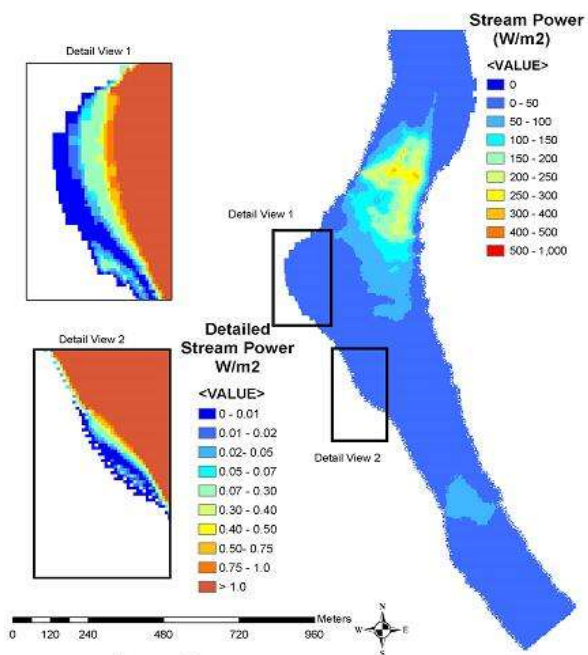 Detail View 1
Stream Power
(W/m2)
<VALUE>
0
0 - 50
50 - 100
100 - 150
150 - 200
200 - 250
250 - 300
300 - 400
400 - 500
500 - 1,000
Detail View 1
Detail View 2
Detailed
Stream Power
W/m2
<VALUE>
0 - 0.01
0.01 - 0.02
0.02 - 0.05
0.05 - 0.07
0.07 - 0.30
0.30 - 0.40
0.40 - 0.50
0.50- 0.75
0.75 - 1.0
> 1.0
Detail View 2
Meters
0 120 240 480 720 960
N
W E
S